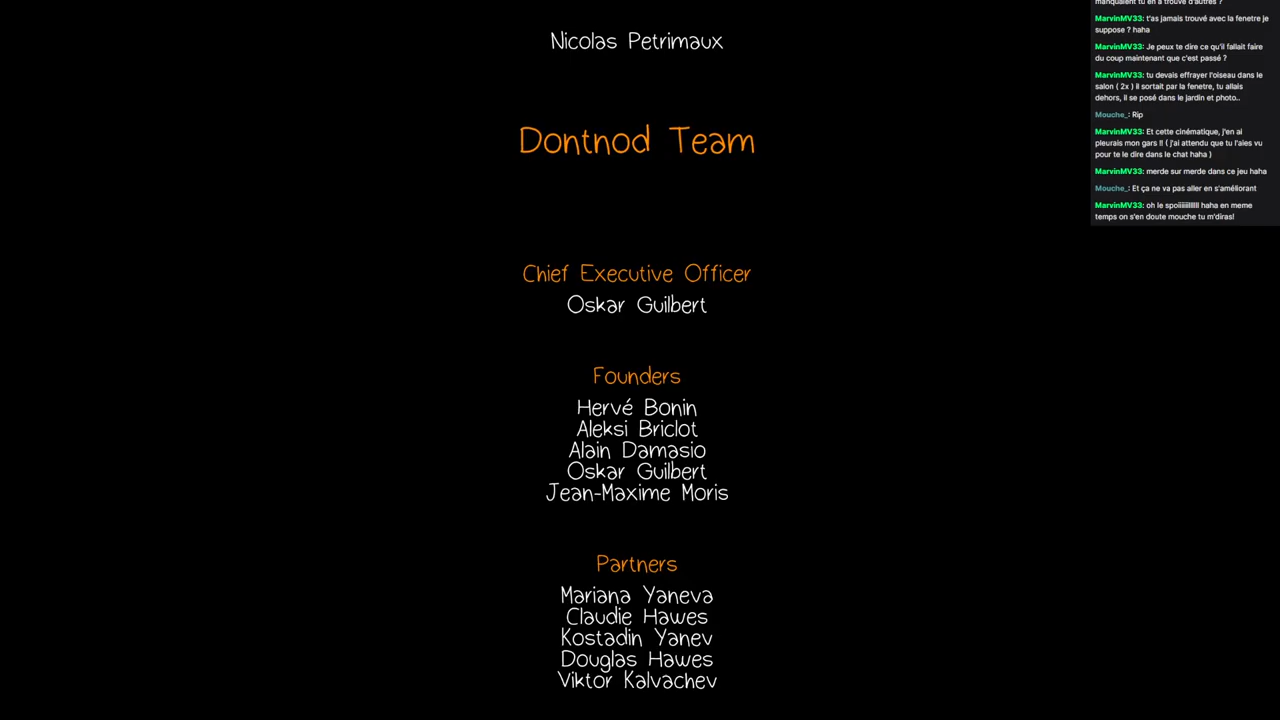 Nicolas Petrimaux
Dontnod Team
Chief Executive Officer
Oskar Guilbert
Founders
Hervé Bonin
Aleksi Briclot
Alain Damasio
Oskar Guilbert
Jean-Maxime Moris
Partners
Mariana Yaneva
Claudie Hawes
Kostadin Yanev
Douglas Hawes
Viktor Kalvachev
manquaient tu en a trouvé d'autres ?
MarvinMV33: t'as jamais trouvé avec la fenetre je
suppose ? haha
MarvinMV33: Je peux te dire ce qu'il fallait faire
du coup maintenant que c'est passé ?
MarvinMV33: tu devais effrayer l'oiseau dans le
salon ( 2x ) il sortait par la fenetre, tu allais
dehors, il se posé dans le jardin et photo..
Mouche_: Rip
MarvinMV33: Et cette cinématique, j'en ai
pleurais mon gars !! ( j'ai attendu que tu l'aies vu
pour te le dire dans le chat haha )
MarvinMV33: merde sur merde dans ce jeu haha
Mouche_: Et ça ne va pas aller en s'améliorant
MarvinMV33: oh le spoiiiiiillllll haha en meme
temps on s'en doute mouche tu m'diras!